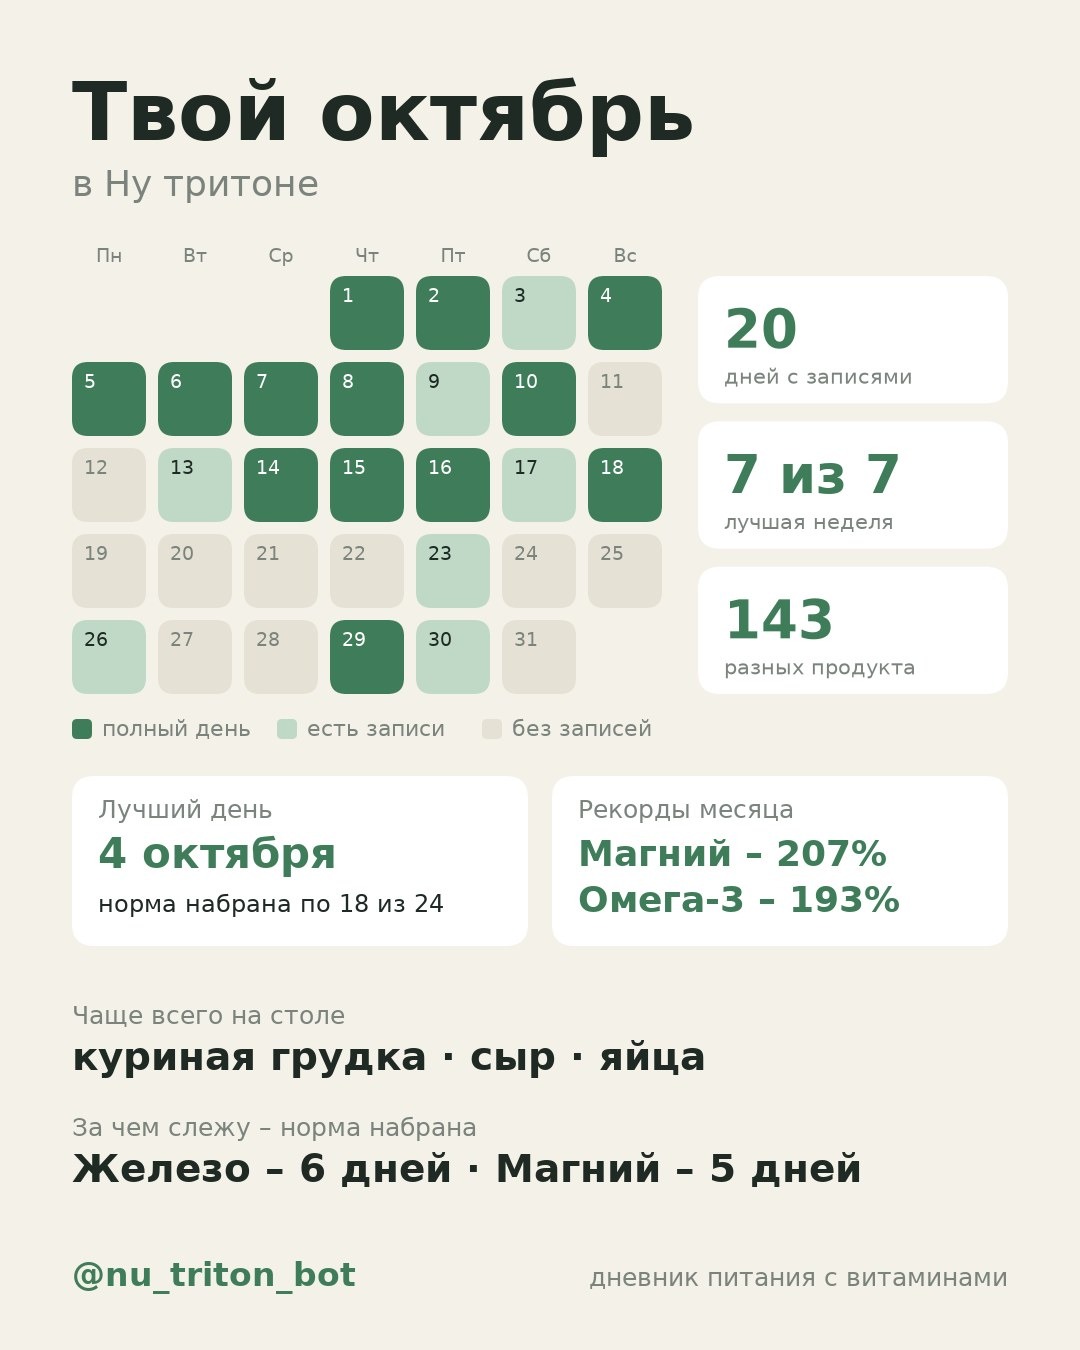 Твой октябрь
в Ну тритоне
Пн Вт Ср Чт Пт Сб Вс
1 2 3 4
5 6 7 8 9 10 11
12 13 14 15 16 17 18
19 20 21 22 23 24 25
26 27 28 29 30 31
20
дней с записями
7 из 7
лучшая неделя
143
разных продукта
полный день есть записи без записей
Лучший день
4 октября
норма набрана по 18 из 24
Рекорды месяца
Магний – 207%
Омега-3 – 193%
Чаще всего на столе
куриная грудка · сыр · яйца
За чем слежу – норма набрана
Железо – 6 дней · Магний – 5 дней
@nu_triton_bot
дневник питания с витаминами